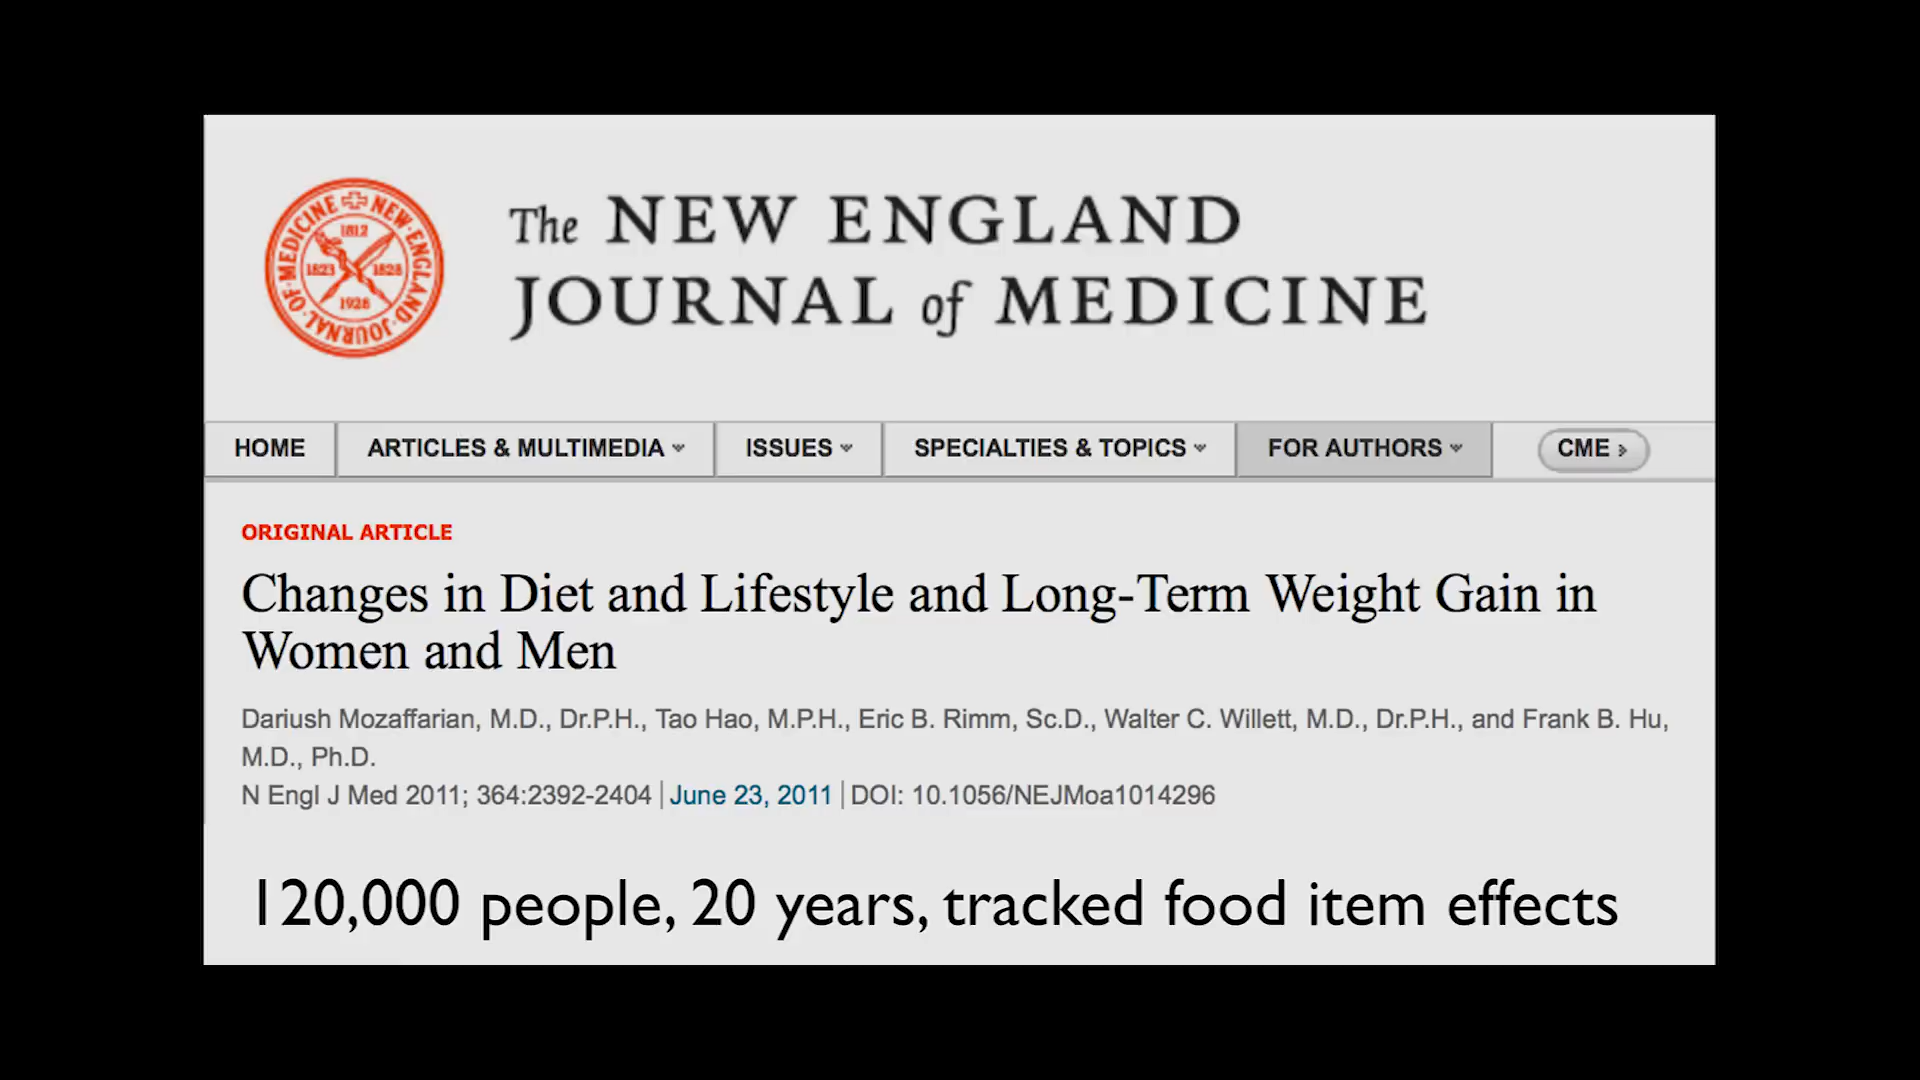 NEW ENGLAND JOURNAL OF MEDICINE
1812
1823 1828
1928
The NEW ENGLAND
JOURNAL of MEDICINE
HOME ARTICLES & MULTIMEDIA ISSUES SPECIALTIES & TOPICS FOR AUTHORS CME
ORIGINAL ARTICLE
Changes in Diet and Lifestyle and Long-Term Weight Gain in
Women and Men
Dariush Mozaffarian, M.D., Dr.P.H., Tao Hao, M.P.H., Eric B. Rimm, Sc.D., Walter C. Willett, M.D., Dr.P.H., and Frank B. Hu,
M.D., Ph.D.
N Engl J Med 2011; 364:2392-2404 | June 23, 2011 | DOI: 10.1056/NEJMoa1014296
120,000 people, 20 years, tracked food item effects